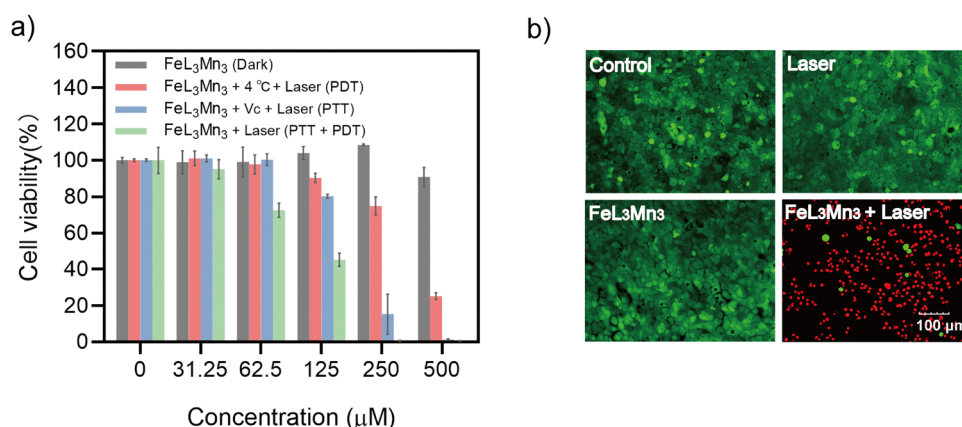 a)
160
140
120
100
80
60
40
20
0
Cell viability(%)
FeL₃Mn₃ (Dark)
FeL₃Mn₃ + 4 ℃ + Laser (PDT)
FeL₃Mn₃ + Vc + Laser (PTT)
FeL₃Mn₃ + Laser (PTT + PDT)
0 31.25 62.5 125 250 500
Concentration (μM)
b)
Control
Laser
FeL₃Mn₃
FeL₃Mn₃ + Laser
100 μm